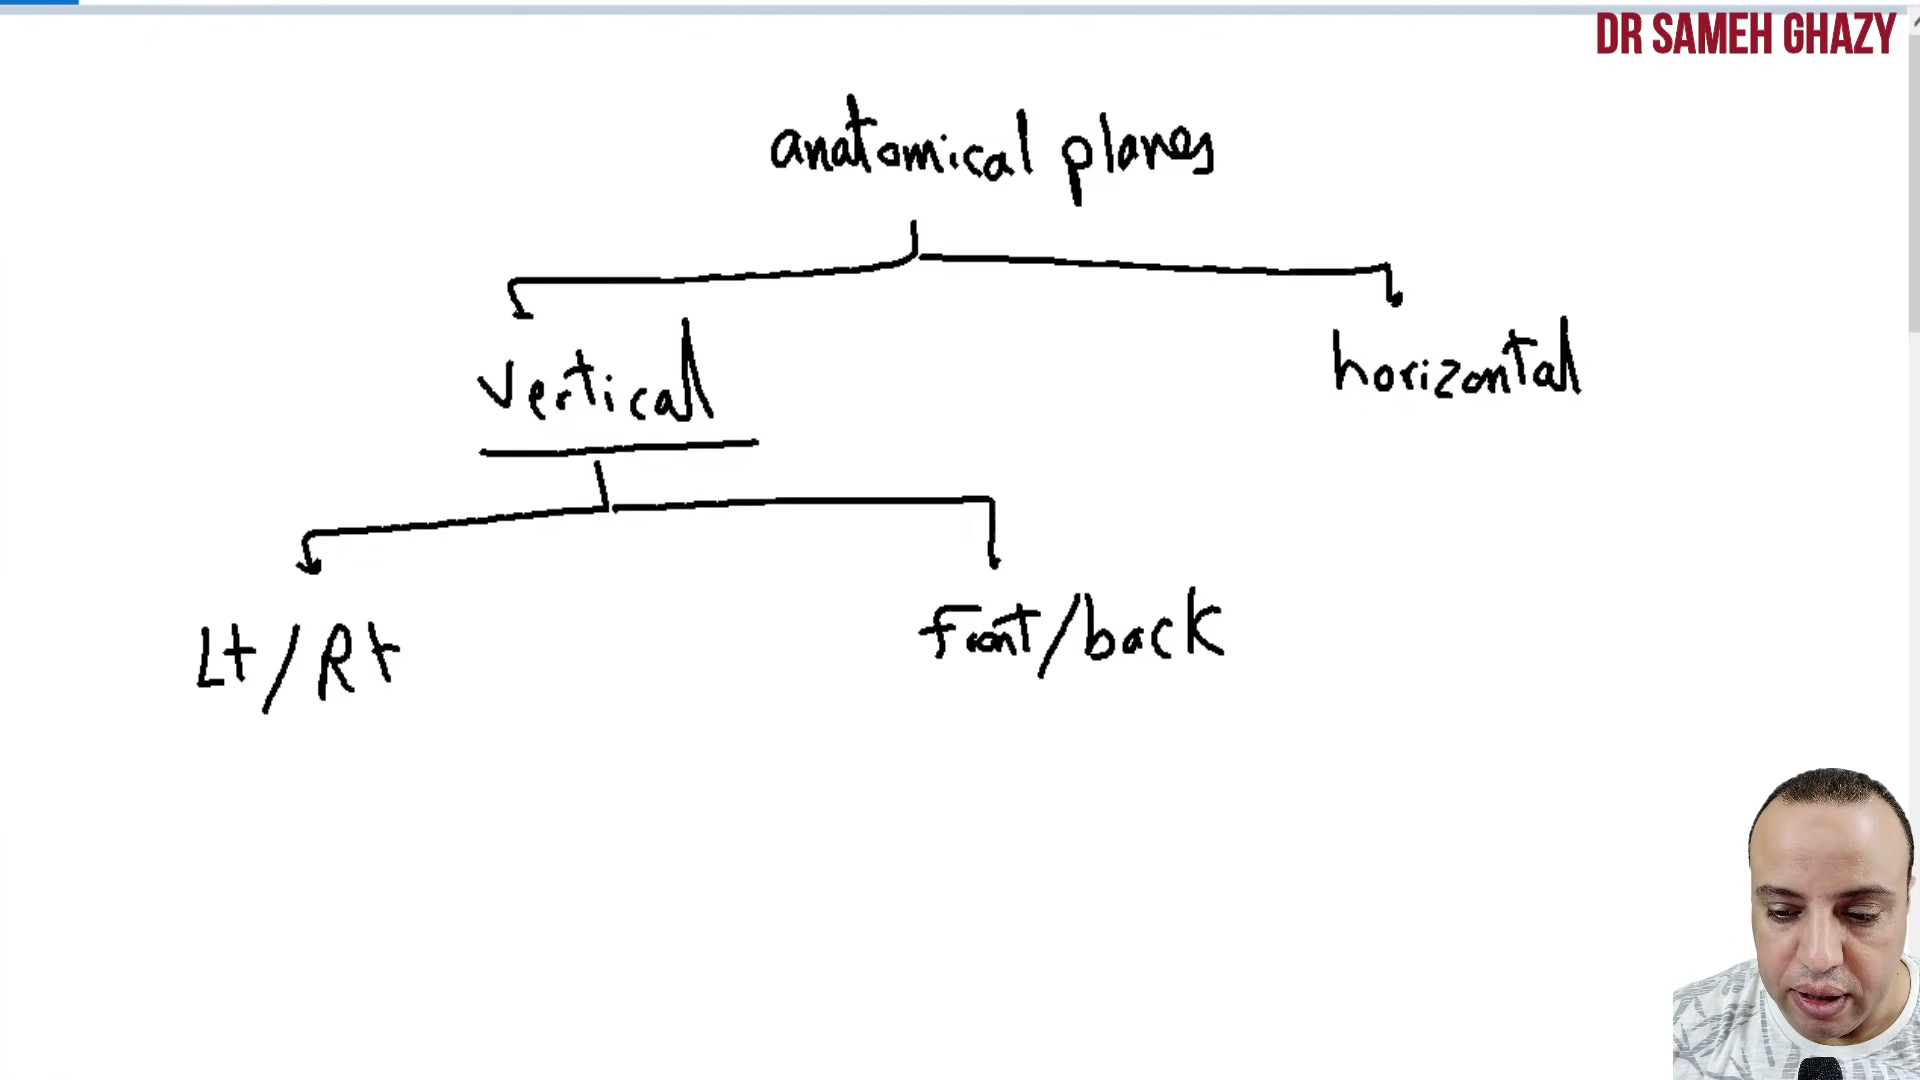 DR SAMEH GHAZY
anatomical planes
vertical
horizontal
Lt/Rt
Front/back